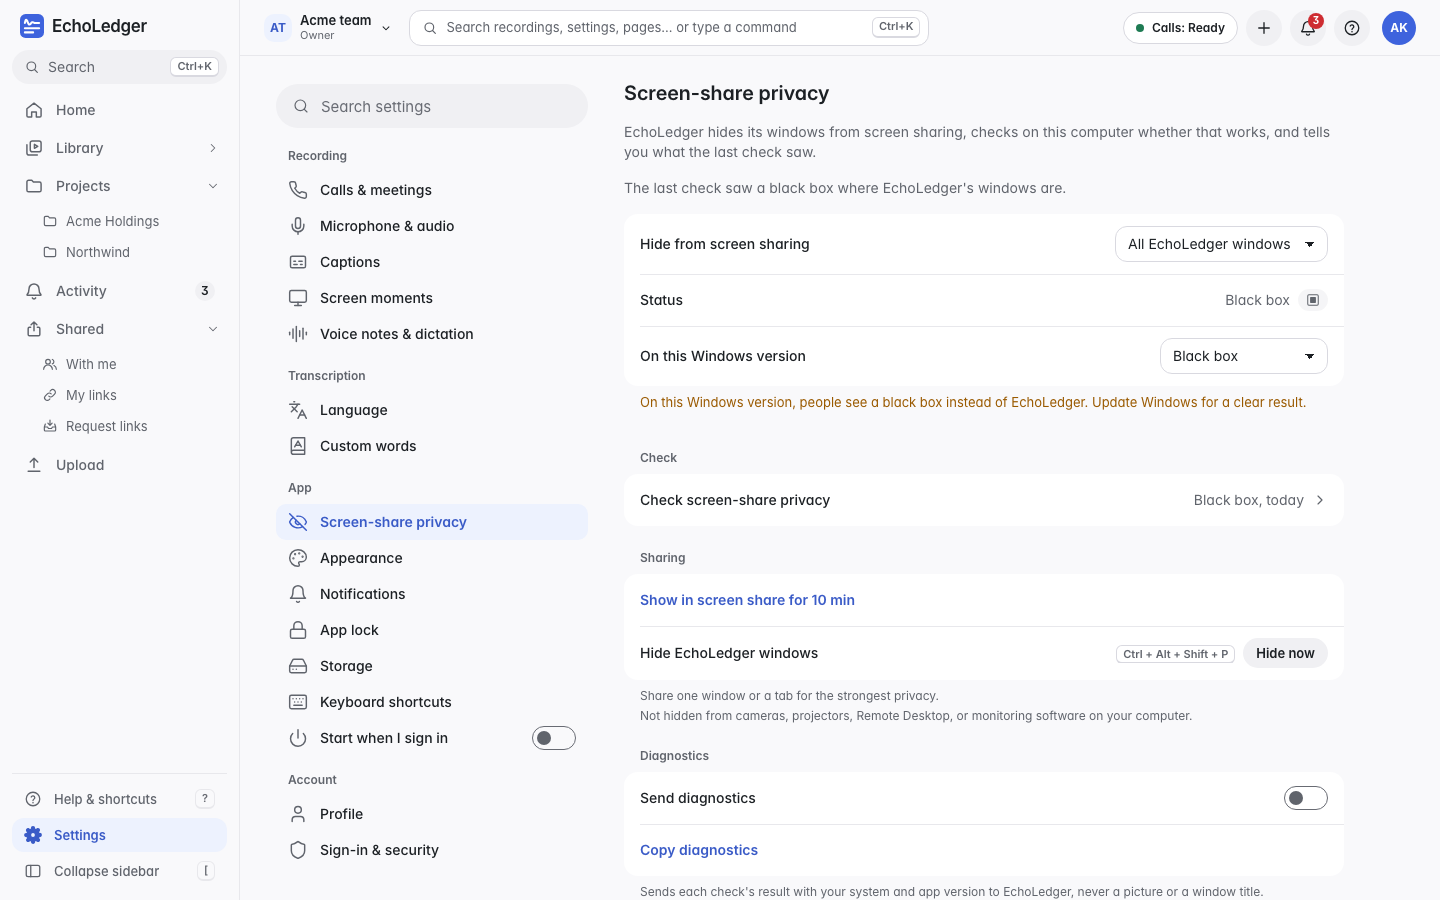 EchoLedger
Search
Ctrl+K
Home
Library
Projects
Acme Holdings
Northwind
Activity
3
Shared
With me
My links
Request links
Upload
Help & shortcuts
?
Settings
Collapse sidebar
[
AT
Acme team
Owner
Search recordings, settings, pages... or type a command
Ctrl+K
Calls: Ready
3
AK
Search settings
Recording
Calls & meetings
Microphone & audio
Captions
Screen moments
Voice notes & dictation
Transcription
Language
Custom words
App
Screen-share privacy
Appearance
Notifications
App lock
Storage
Keyboard shortcuts
Start when I sign in
Account
Profile
Sign-in & security
Screen-share privacy
EchoLedger hides its windows from screen sharing, checks on this computer whether that works, and tells
you what the last check saw.
The last check saw a black box where EchoLedger's windows are.
Hide from screen sharing
All EchoLedger windows
Status
Black box
On this Windows version
Black box
On this Windows version, people see a black box instead of EchoLedger. Update Windows for a clear result.
Check
Check screen-share privacy
Black box, today
Sharing
Show in screen share for 10 min
Hide EchoLedger windows
Ctrl + Alt + Shift + P
Hide now
Share one window or a tab for the strongest privacy.
Not hidden from cameras, projectors, Remote Desktop, or monitoring software on your computer.
Diagnostics
Send diagnostics
Copy diagnostics
Sends each check's result with your system and app version to EchoLedger, never a picture or a window title.